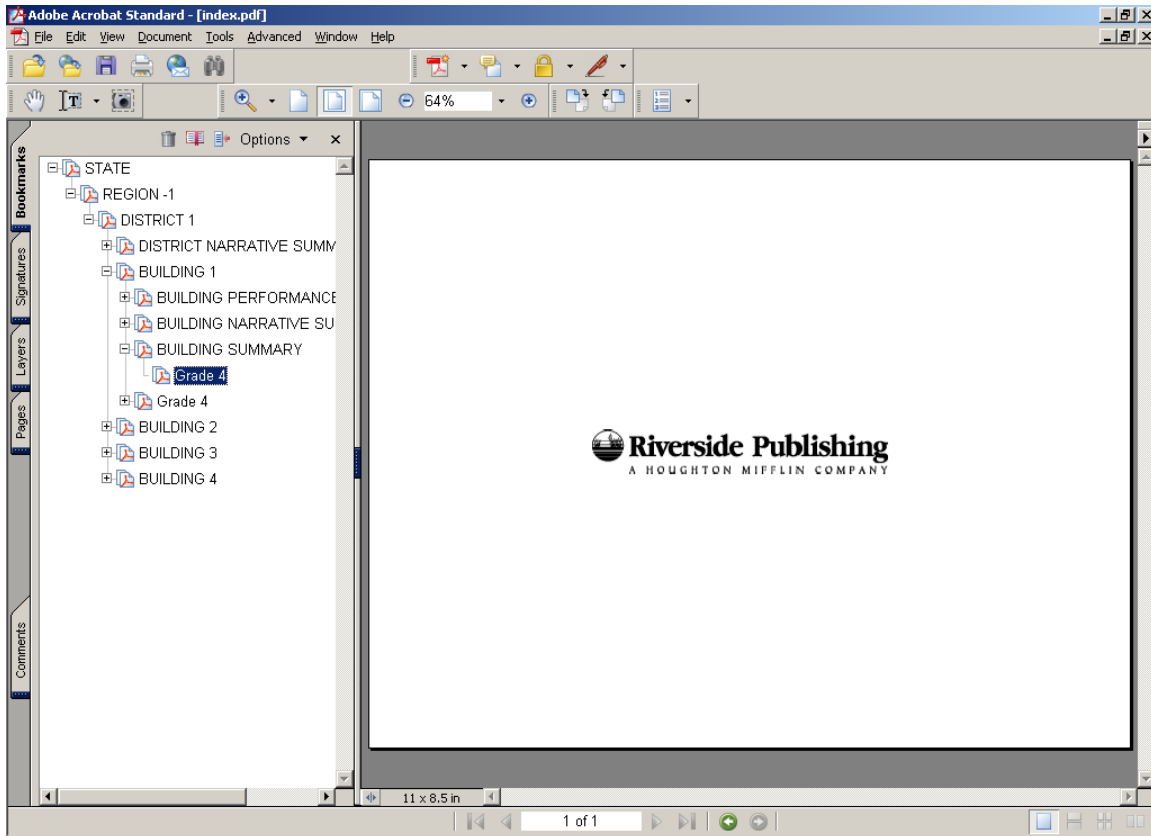 Adobe Acrobat Standard - [index.pdf]
File Edit View Document Tools Advanced Window Help
64%
Options
Bookmarks
Signatures
Layers
Pages
Comments
STATE
REGION -1
DISTRICT 1
DISTRICT NARRATIVE SUMM
BUILDING 1
BUILDING PERFORMANCE
BUILDING NARRATIVE SU
BUILDING SUMMARY
Grade 4
Grade 4
BUILDING 2
BUILDING 3
BUILDING 4
Riverside Publishing
A HOUGHTON MIFFLIN COMPANY
11 x 8.5 in
1 of 1